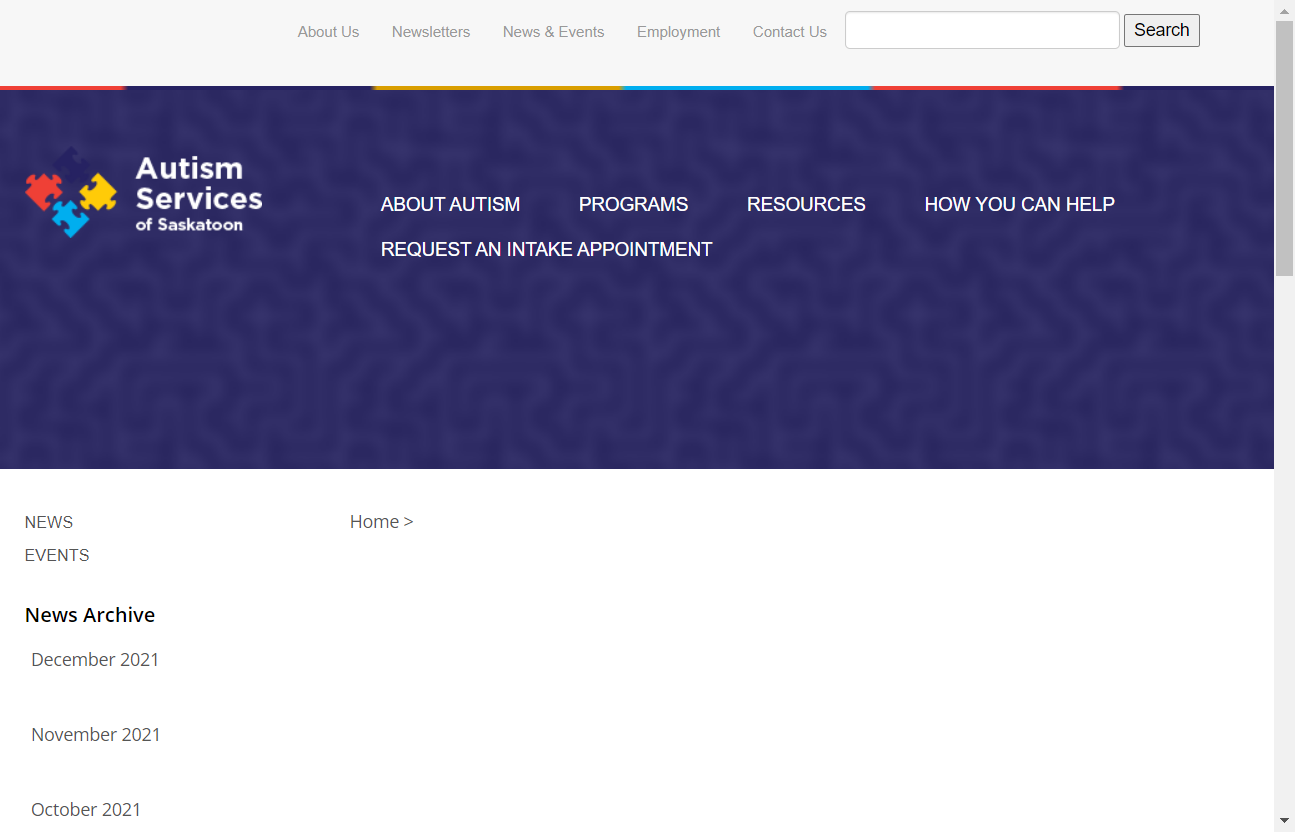 About Us Newsletters News & Events Employment Contact Us Search
Autism
Services
of Saskatoon
ABOUT AUTISM PROGRAMS RESOURCES HOW YOU CAN HELP
REQUEST AN INTAKE APPOINTMENT
NEWS
EVENTS
Home >
News Archive
December 2021
November 2021
October 2021